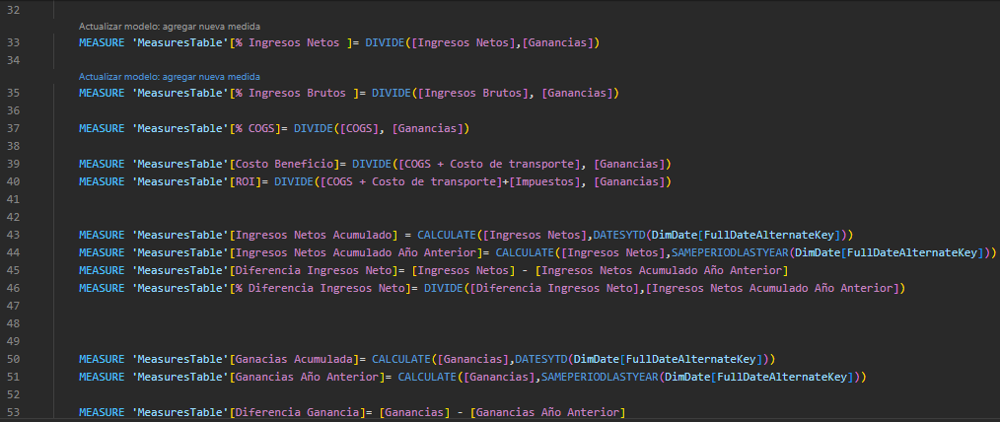 32
Actualizar modelo: agregar nueva medida
33 MEASURE 'MeasuresTable'[% Ingresos Netos ]= DIVIDE([Ingresos Netos],[Ganancias])
34
Actualizar modelo: agregar nueva medida
35 MEASURE 'MeasuresTable'[% Ingresos Brutos ]= DIVIDE([Ingresos Brutos], [Ganancias])
36
37 MEASURE 'MeasuresTable'[% COGS]= DIVIDE([COGS], [Ganancias])
38
39 MEASURE 'MeasuresTable'[Costo Beneficio]= DIVIDE([COGS + Costo de transporte], [Ganancias])
40 MEASURE 'MeasuresTable'[ROI]= DIVIDE([COGS + Costo de transporte]+[Impuestos], [Ganancias])
41
42
43 MEASURE 'MeasuresTable'[Ingresos Netos Acumulado] = CALCULATE([Ingresos Netos],DATESYTD(DimDate[FullDateAlternateKey]))
44 MEASURE 'MeasuresTable'[Ingresos Netos Acumulado Año Anterior]= CALCULATE([Ingresos Netos],SAMEPERIODLASTYEAR(DimDate[FullDateAlternateKey]))
45 MEASURE 'MeasuresTable'[Diferencia Ingresos Neto]= [Ingresos Netos] - [Ingresos Netos Acumulado Año Anterior]
46 MEASURE 'MeasuresTable'[% Diferencia Ingresos Neto]= DIVIDE([Diferencia Ingresos Neto],[Ingresos Netos Acumulado Año Anterior])
47
48
49
50 MEASURE 'MeasuresTable'[Ganacias Acumulada]= CALCULATE([Ganancias],DATESYTD(DimDate[FullDateAlternateKey]))
51 MEASURE 'MeasuresTable'[Ganancias Año Anterior]= CALCULATE([Ganancias],SAMEPERIODLASTYEAR(DimDate[FullDateAlternateKey]))
52
53 MEASURE 'MeasuresTable'[Diferencia Ganancia]= [Ganancias] - [Ganancias Año Anterior]